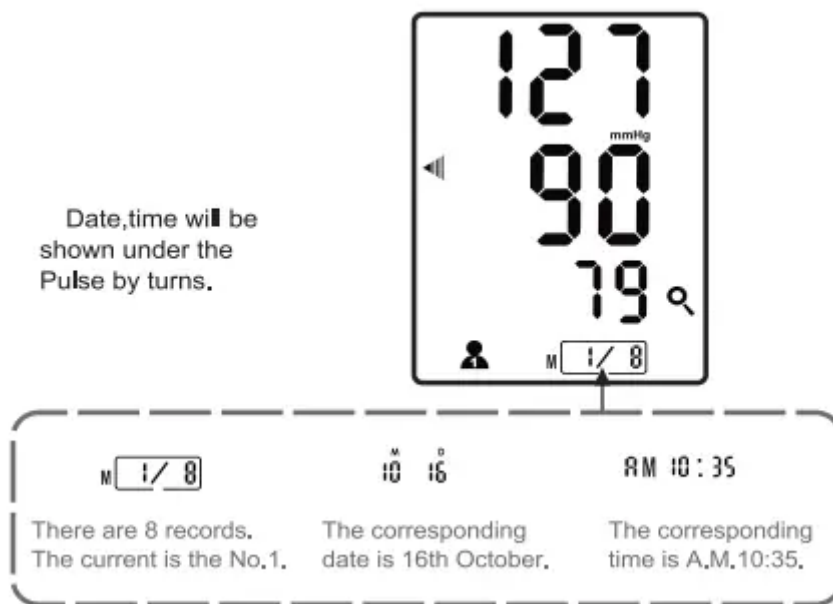 127
mmHg
90
Date,time will be
shown under the
Pulse by turns.
79
1
M 1/ 8
M 1/ 8
M D
10 16
AM 10:35
There are 8 records.
The current is the No.1.
The corresponding
date is 16th October.
The corresponding
time is A.M.10:35.